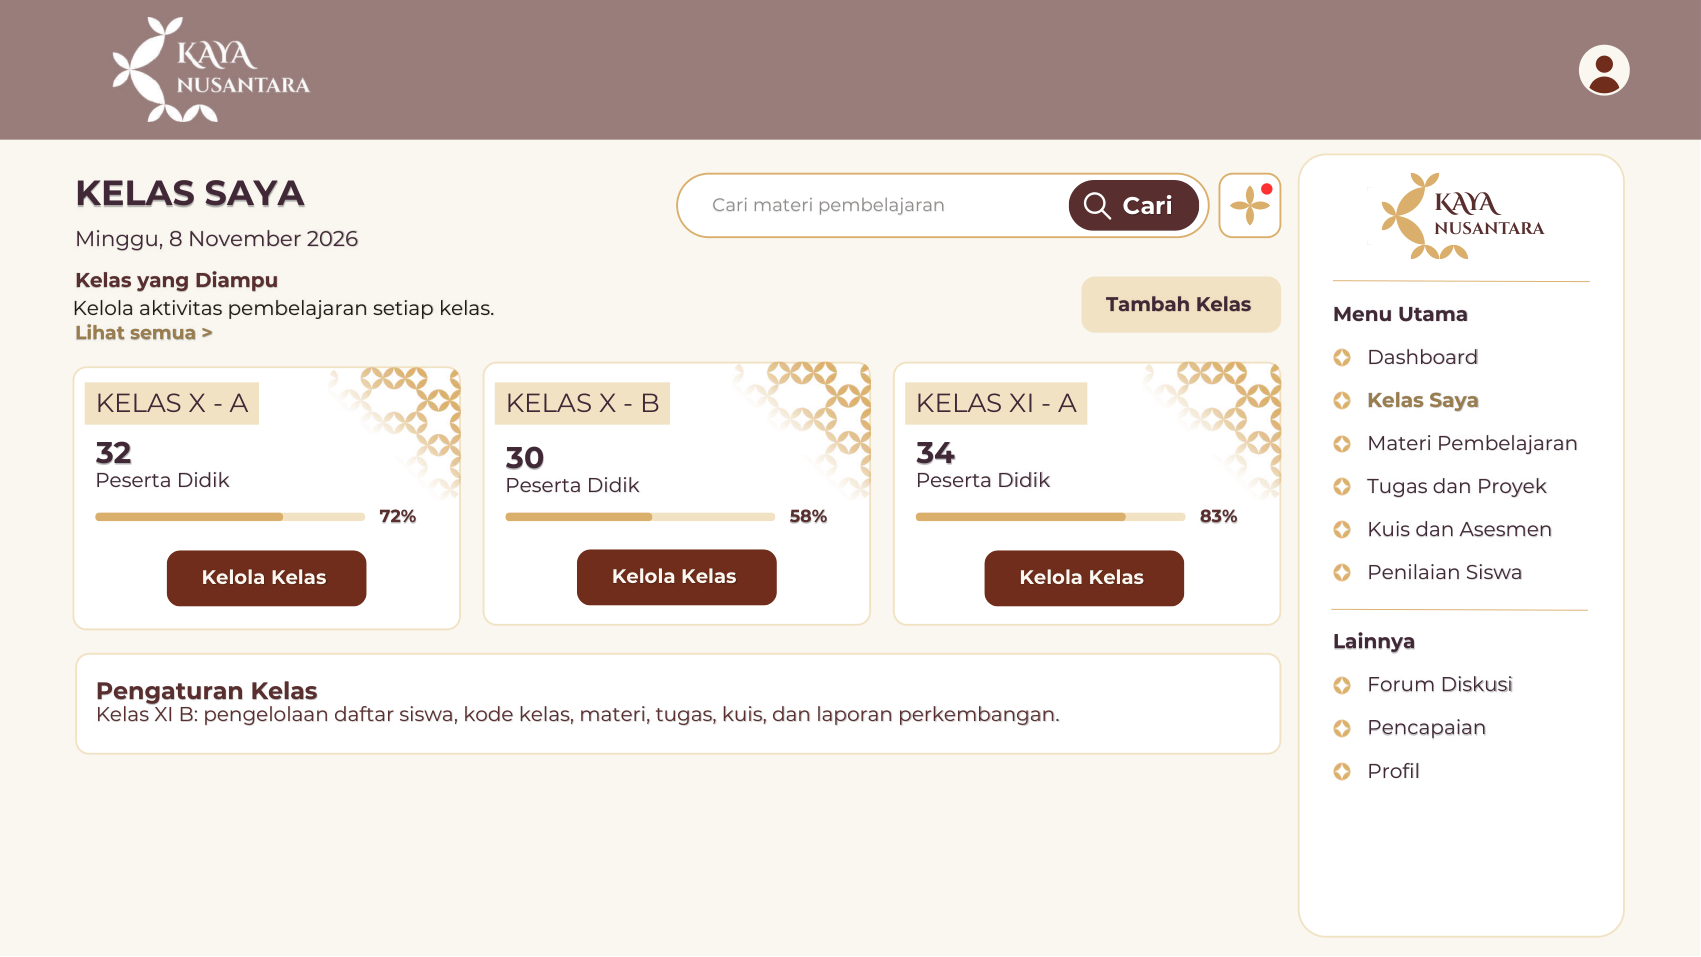 KAYA
NUSANTARA
KELAS SAYA
Minggu, 8 November 2026
Cari materi pembelajaran
Cari
Kelas yang Diampu
Kelola aktivitas pembelajaran setiap kelas.
Lihat semua >
Tambah Kelas
KELAS X - A
32
Peserta Didik
72%
Kelola Kelas
KELAS X - B
30
Peserta Didik
58%
Kelola Kelas
KELAS XI - A
34
Peserta Didik
83%
Kelola Kelas
Pengaturan Kelas
Kelas XI B: pengelolaan daftar siswa, kode kelas, materi, tugas, kuis, dan laporan perkembangan.
KAYA
NUSANTARA
Menu Utama
Dashboard
Kelas Saya
Materi Pembelajaran
Tugas dan Proyek
Kuis dan Asesmen
Penilaian Siswa
Lainnya
Forum Diskusi
Pencapaian
Profil